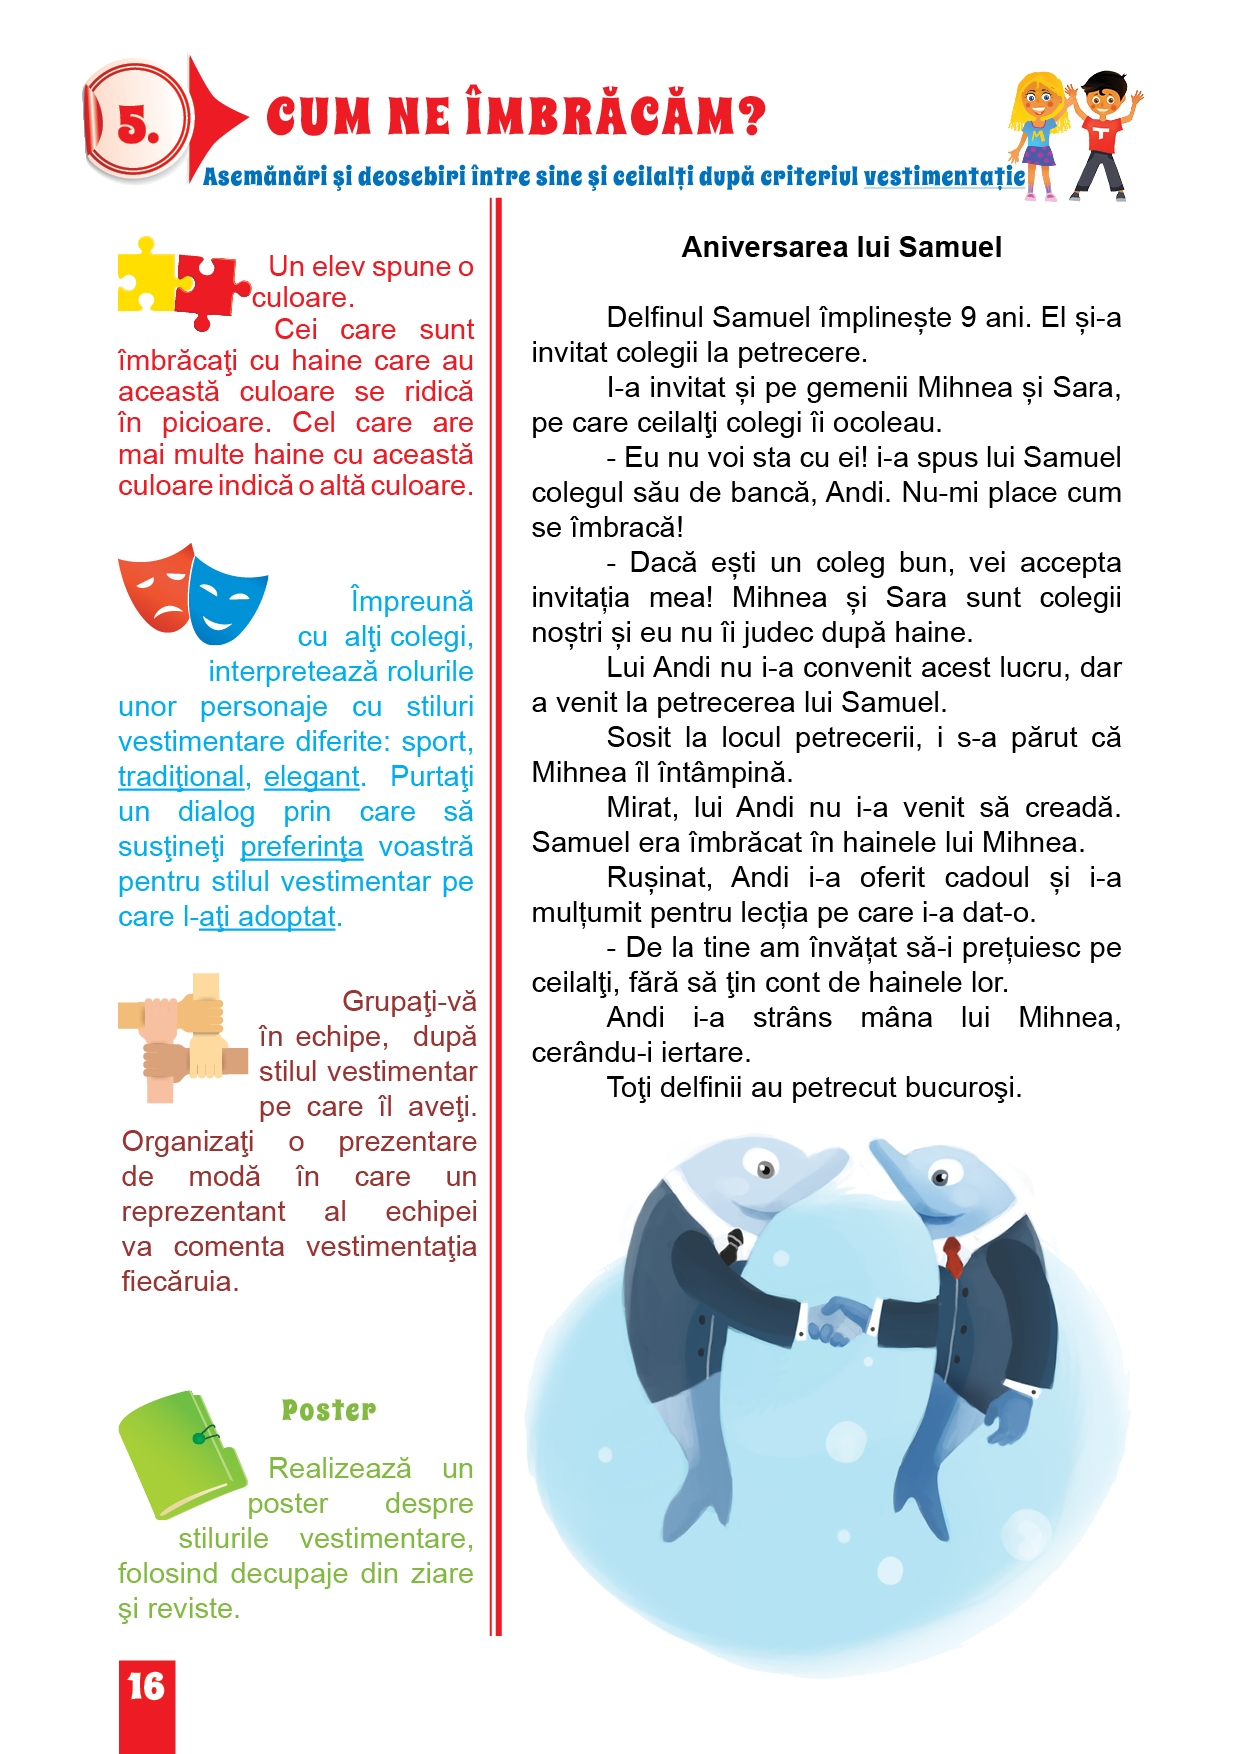 5.
CUM NE ÎMBRĂCĂM?
Asemănări şi deosebiri între sine şi ceilalţi după criteriul vestimentaţie
M
T
Un elev spune o
culoare.
Cei care sunt
îmbrăcaţi cu haine care au
această culoare se ridică
în picioare. Cel care are
mai multe haine cu această
culoare indică o altă culoare.
Împreună
cu alţi colegi,
interpretează rolurile
unor personaje cu stiluri
vestimentare diferite: sport,
tradiţional, elegant. Purtaţi
un dialog prin care să
susţineţi preferinţa voastră
pentru stilul vestimentar pe
care l-aţi adoptat.
Grupaţi-vă
în echipe, după
stilul vestimentar
pe care îl aveţi.
Organizaţi o prezentare
de modă în care un
reprezentant al echipei
va comenta vestimentaţia
fiecăruia.
Poster
Realizează un
poster despre
stilurile vestimentare,
folosind decupaje din ziare
şi reviste.
Aniversarea lui Samuel
Delfinul Samuel împlinește 9 ani. El și-a
invitat colegii la petrecere.
I-a invitat și pe gemenii Mihnea și Sara,
pe care ceilalţi colegi îi ocoleau.
- Eu nu voi sta cu ei! i-a spus lui Samuel
colegul său de bancă, Andi. Nu-mi place cum
se îmbracă!
- Dacă ești un coleg bun, vei accepta
invitația mea! Mihnea și Sara sunt colegii
noștri și eu nu îi judec după haine.
Lui Andi nu i-a convenit acest lucru, dar
a venit la petrecerea lui Samuel.
Sosit la locul petrecerii, i s-a părut că
Mihnea îl întâmpină.
Mirat, lui Andi nu i-a venit să creadă.
Samuel era îmbrăcat în hainele lui Mihnea.
Rușinat, Andi i-a oferit cadoul și i-a
mulțumit pentru lecția pe care i-a dat-o.
- De la tine am învățat să-i prețuiesc pe
ceilalţi, fără să ţin cont de hainele lor.
Andi i-a strâns mâna lui Mihnea,
cerându-i iertare.
Toţi delfinii au petrecut bucuroşi.
16